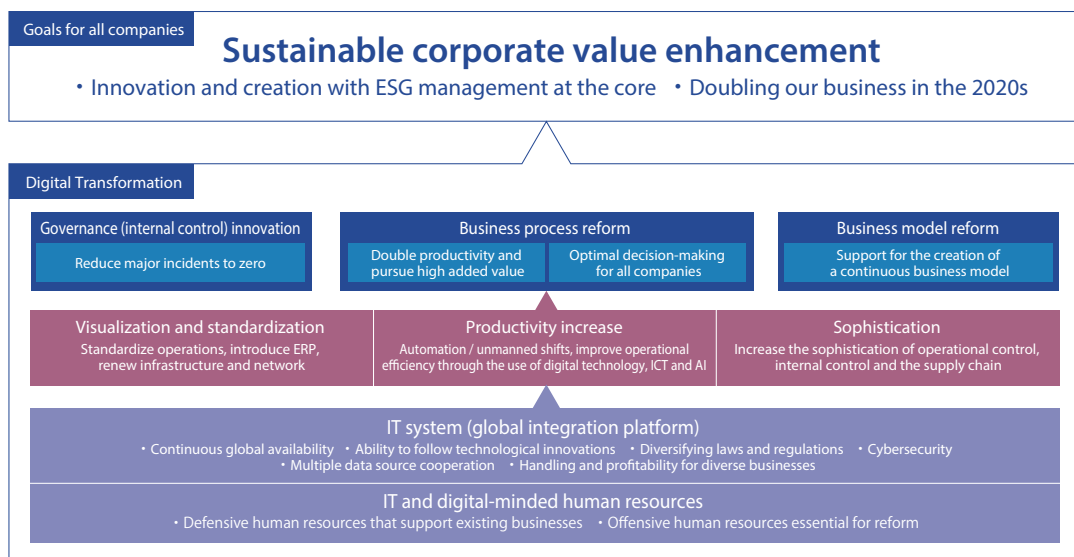 Goals for all companies
Sustainable corporate value enhancement
・Innovation and creation with ESG management at the core ・Doubling our business in the 2020s
Digital Transformation
Governance (internal control) innovation
Reduce major incidents to zero
Business process reform
Double productivity and
pursue high added value
Optimal decision-making
for all companies
Business model reform
Support for the creation of
a continuous business model
Visualization and standardization
Standardize operations, introduce ERP,
renew infrastructure and network
Productivity increase
Automation / unmanned shifts, improve operational
efficiency through the use of digital technology, ICT and AI
Sophistication
Increase the sophistication of operational control,
internal control and the supply chain
IT system (global integration platform)
・Continuous global availability ・Ability to follow technological innovations ・Diversifying laws and regulations ・Cybersecurity
・Multiple data source cooperation ・Handling and profitability for diverse businesses
IT and digital-minded human resources
・Defensive human resources that support existing businesses ・Offensive human resources essential for reform